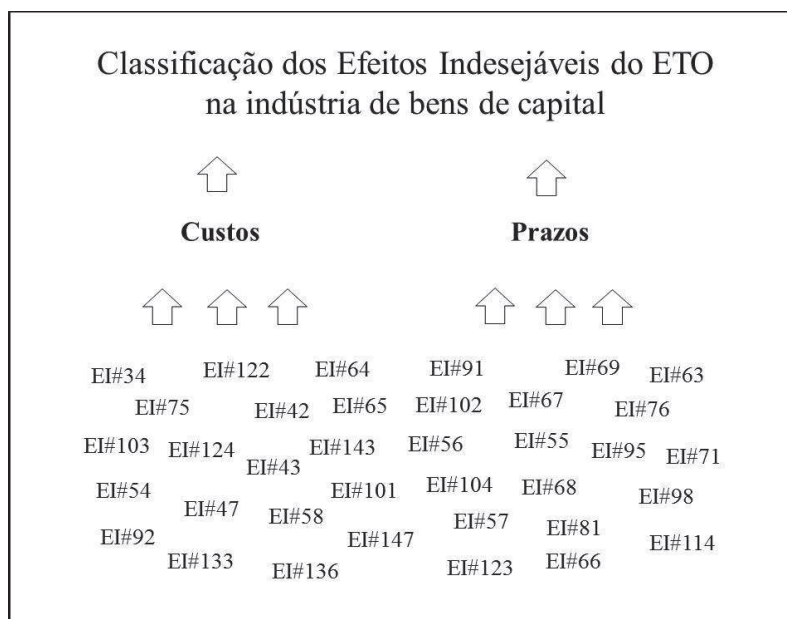 Classificação dos Efeitos Indesejáveis do ETO
na indústria de bens de capital
Custos
Prazos
EI#34 EI#122 EI#64 EI#91 EI#69 EI#63
EI#75 EI#42 EI#65 EI#102 EI#67 EI#76
EI#103 EI#124 EI#43 EI#143 EI#56 EI#55 EI#95 EI#71
EI#54 EI#47 EI#58 EI#101 EI#104 EI#68 EI#98
EI#92 EI#147 EI#57 EI#81 EI#114
EI#133 EI#136 EI#123 EI#66